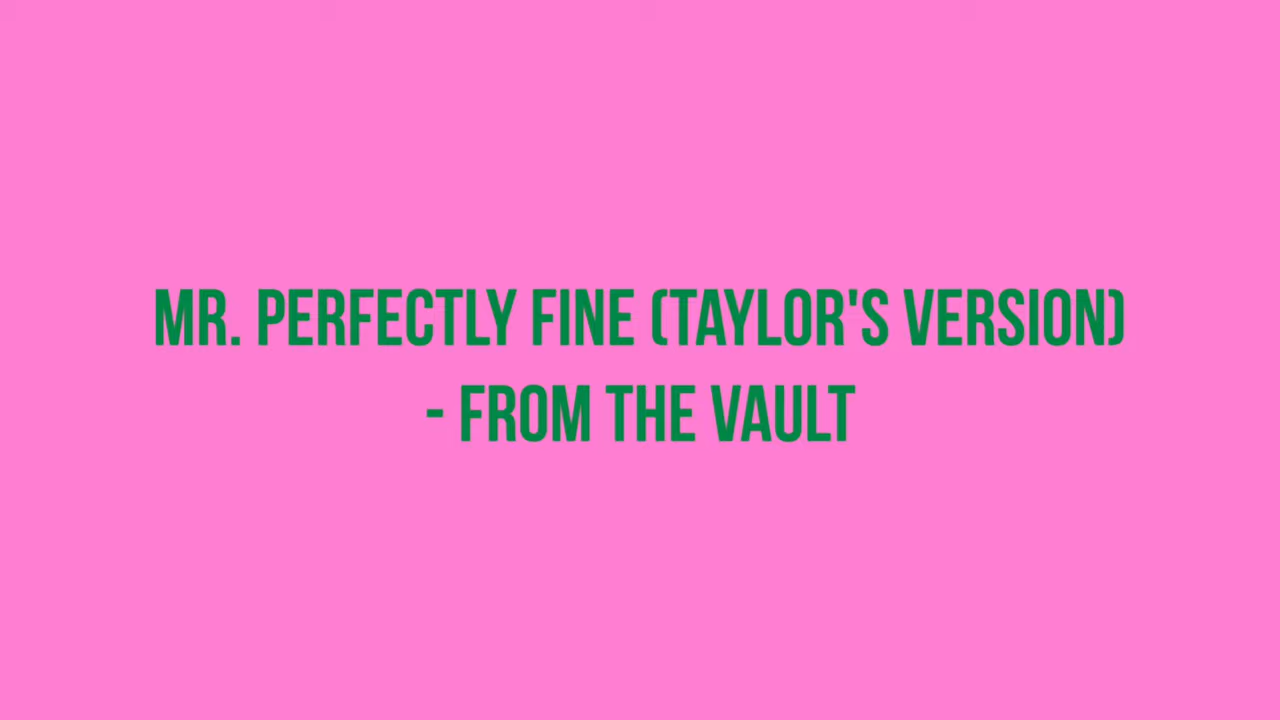 MR. PERFECTLY FINE (TAYLOR'S VERSION)
- FROM THE VAULT